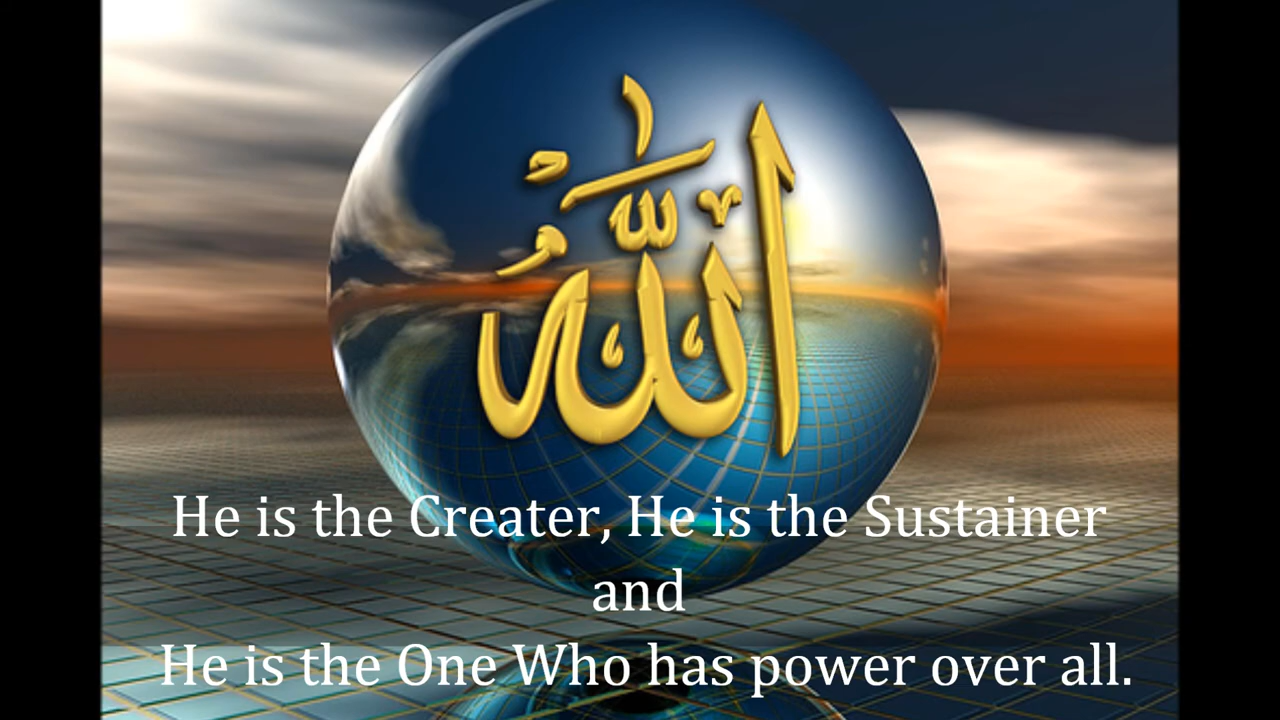 الله
He is the Creater, He is the Sustainer
and
He is the One Who has power over all.